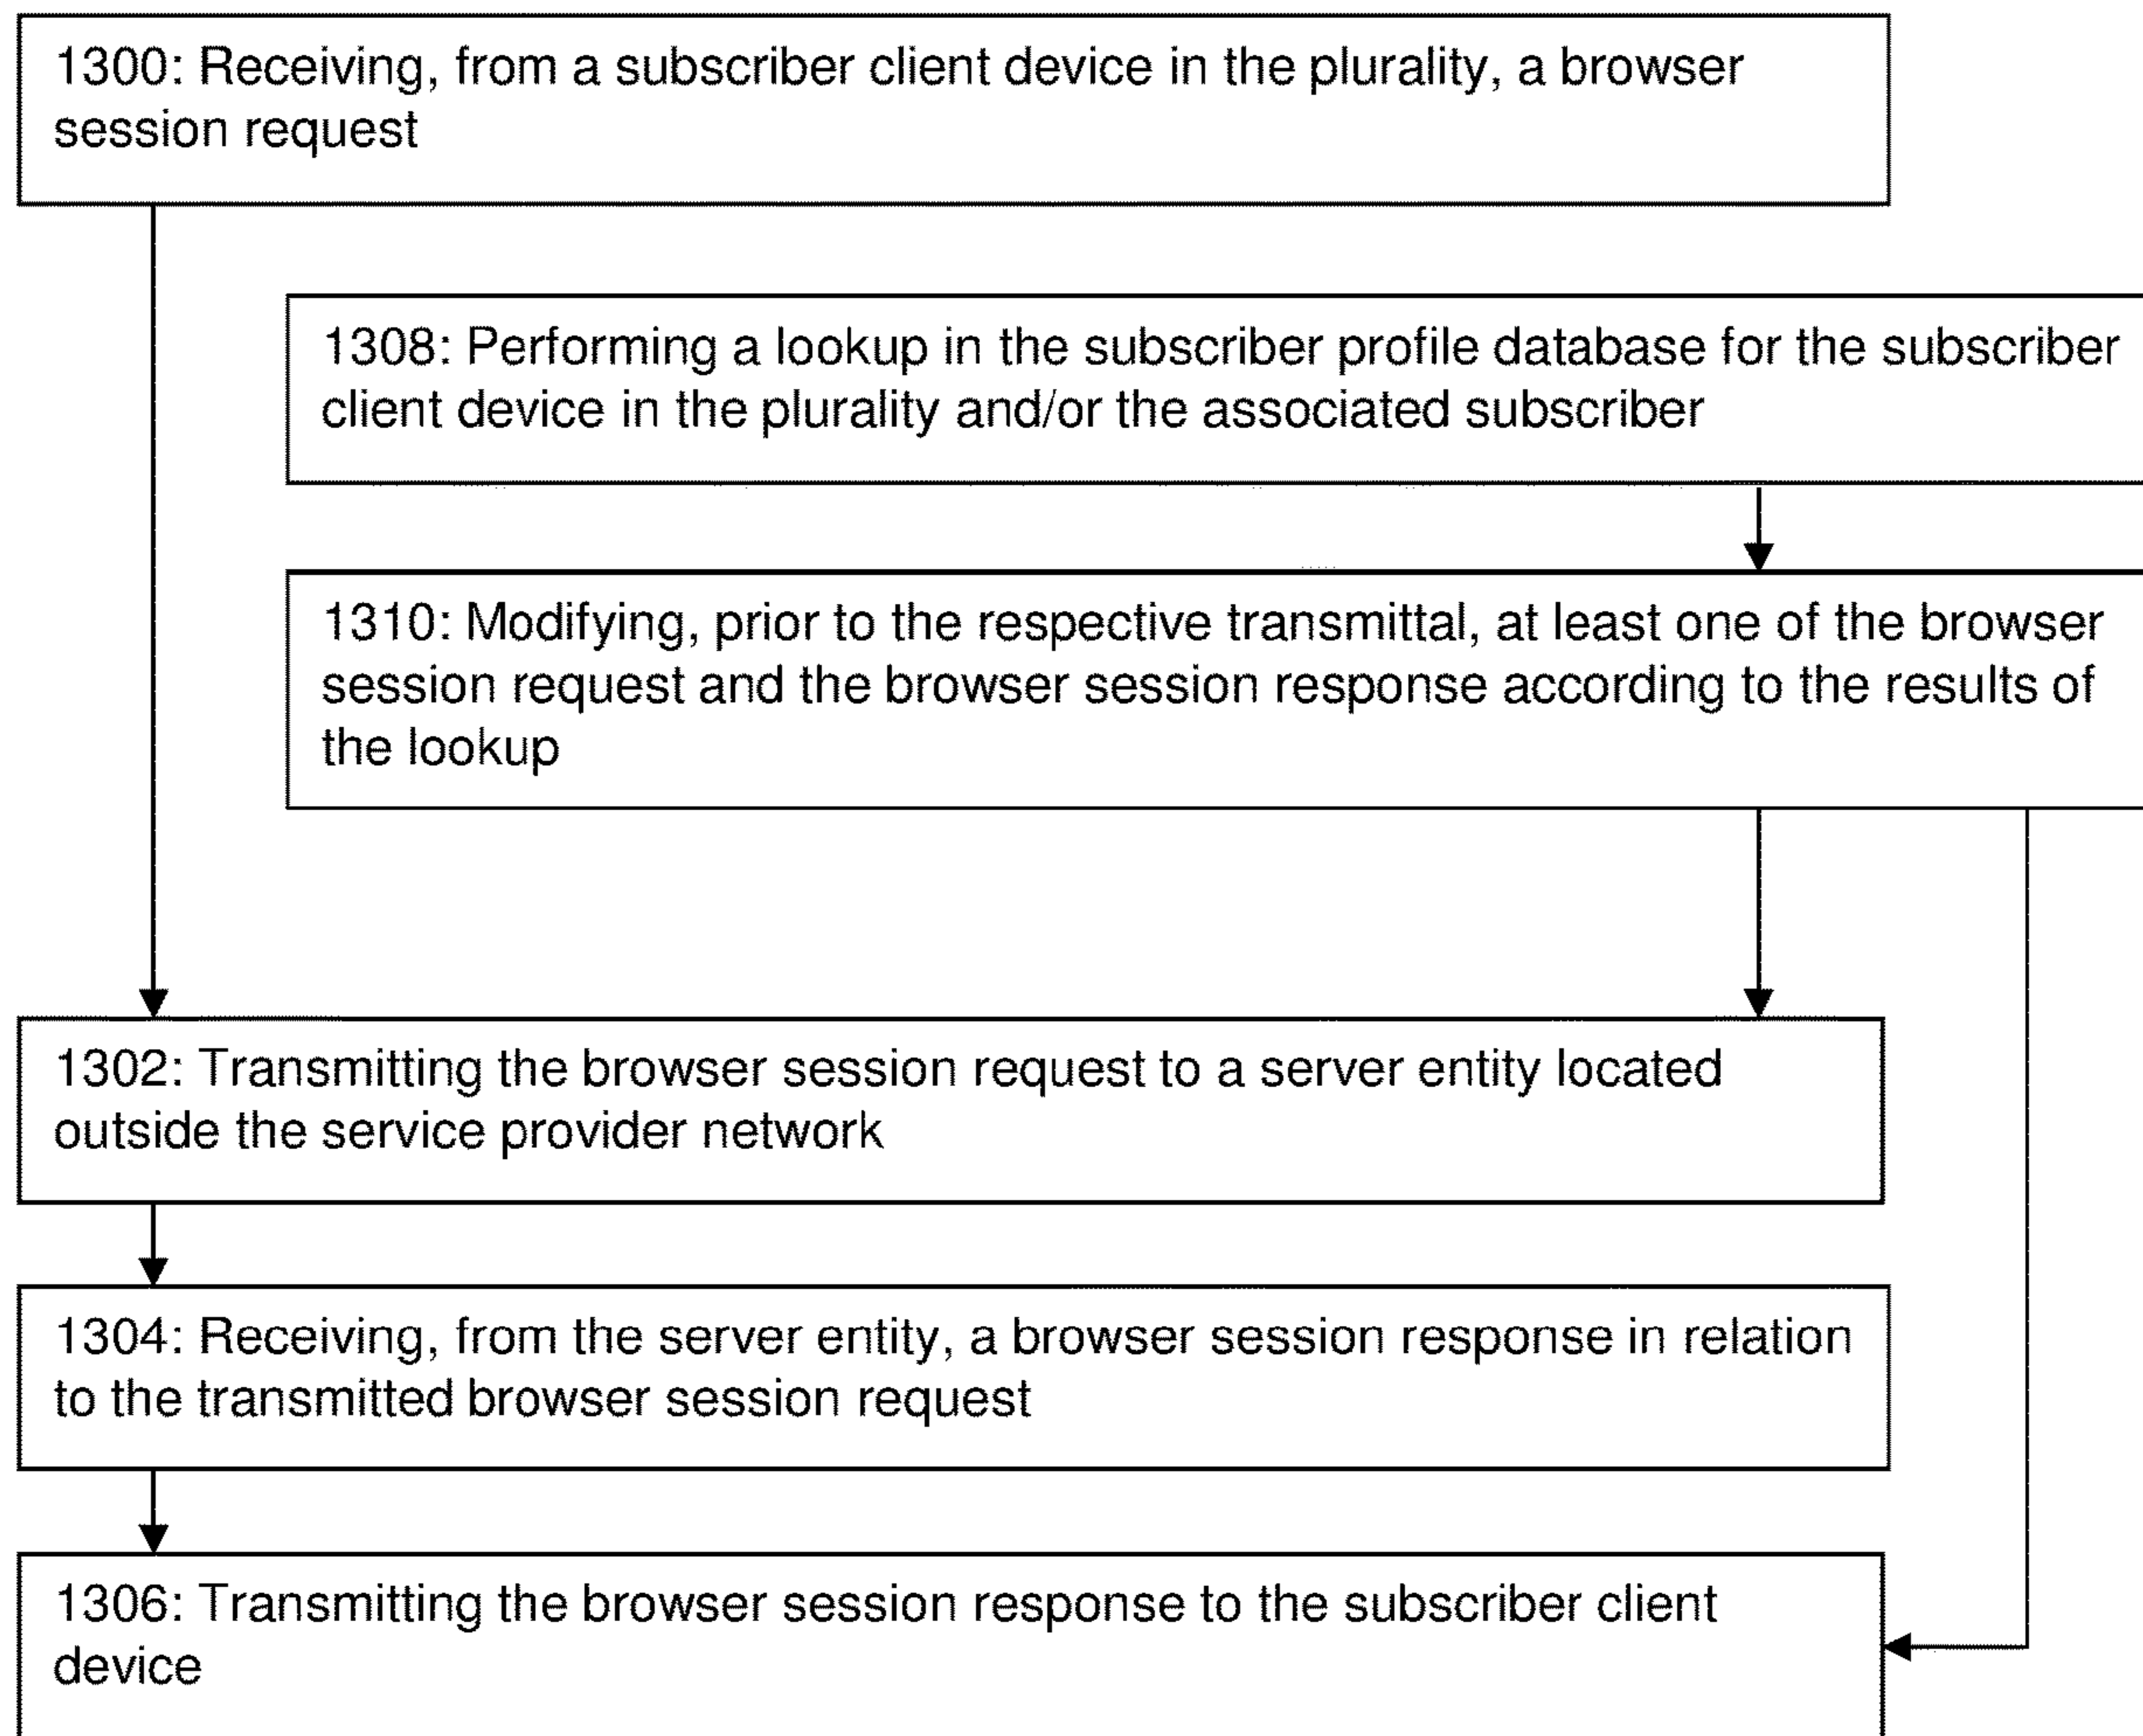 1300: Receiving, from a subscriber client device in the plurality, a browser
session request
1308: Performing a lookup in the subscriber profile database for the subscriber
client device in the plurality and/or the associated subscriber
1310: Modifying, prior to the respective transmittal, at least one of the browser
session request and the browser session response according to the results of
the lookup
1302: Transmitting the browser session request to a server entity located
outside the service provider network
1304: Receiving, from the server entity, a browser session response in relation
to the transmitted browser session request
1306: Transmitting the browser session response to the subscriber client
device